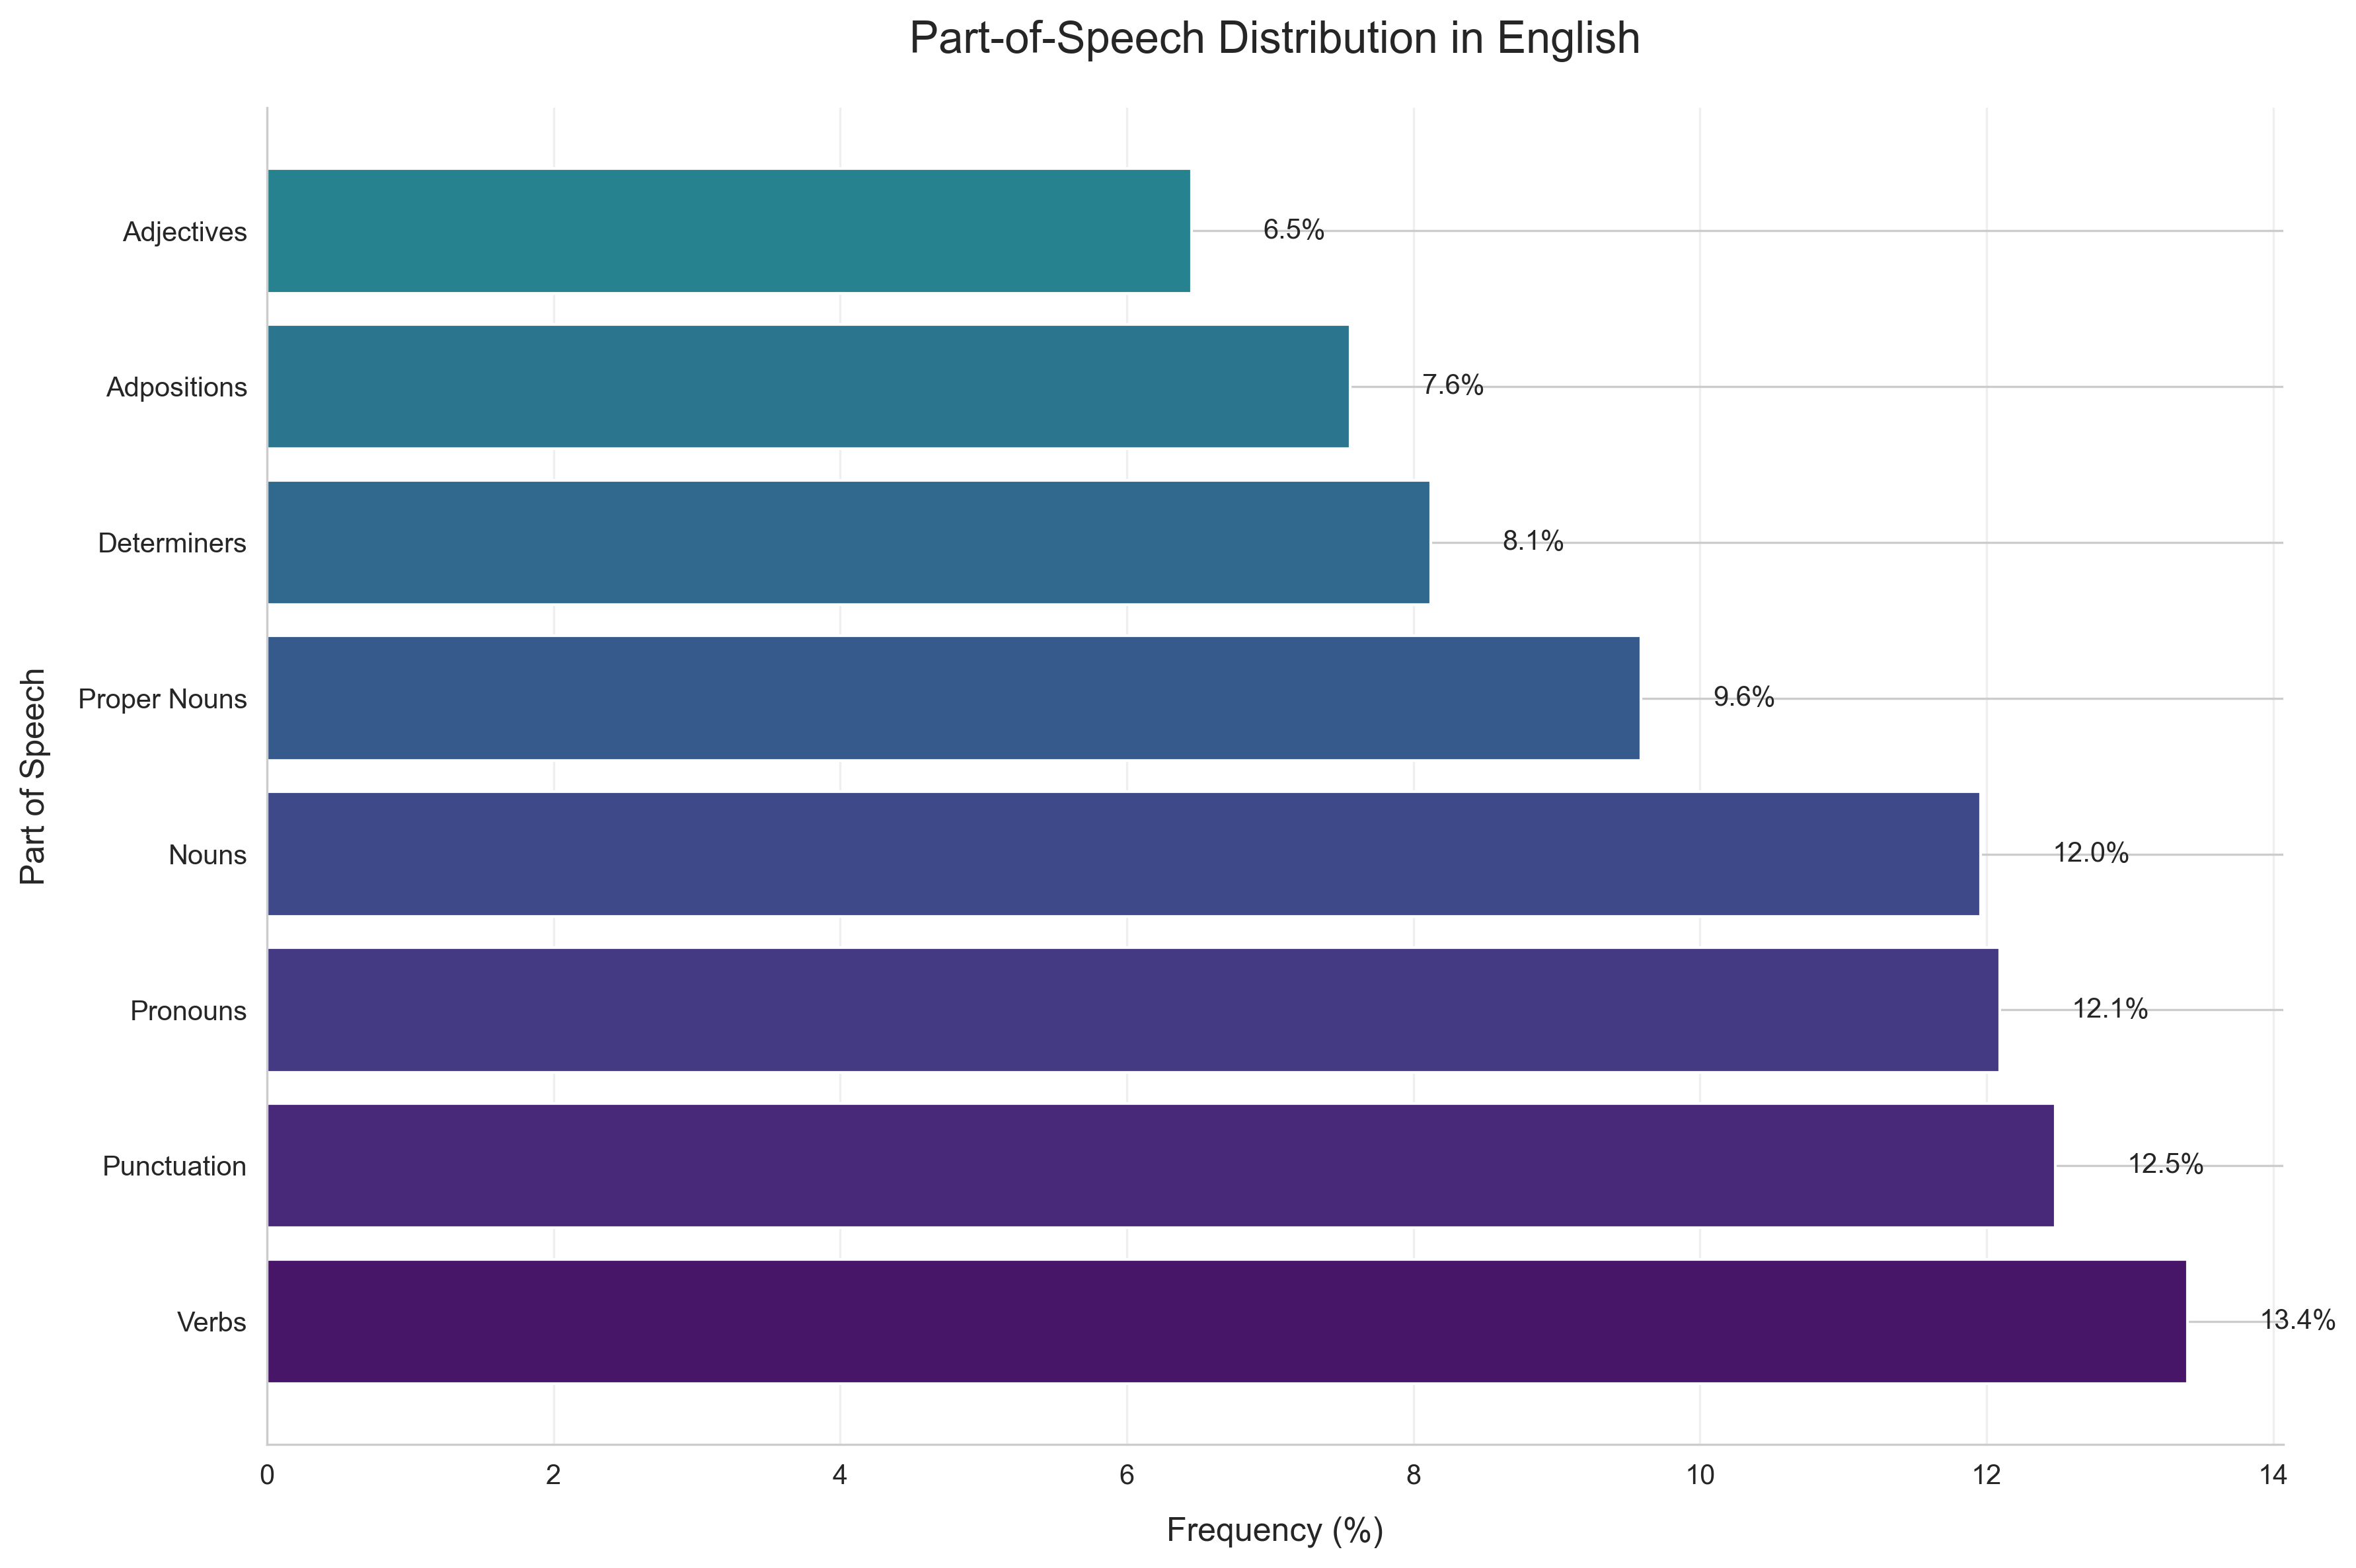 Part-of-Speech Distribution in English
Adjectives
6.5%
Adpositions
7.6%
Determiners
8.1%
Proper Nouns
9.6%
Nouns
12.0%
Pronouns
12.1%
Punctuation
12.5%
Verbs
13.4%
Part of Speech
0 2 4 6 8 10 12 14
Frequency (%)